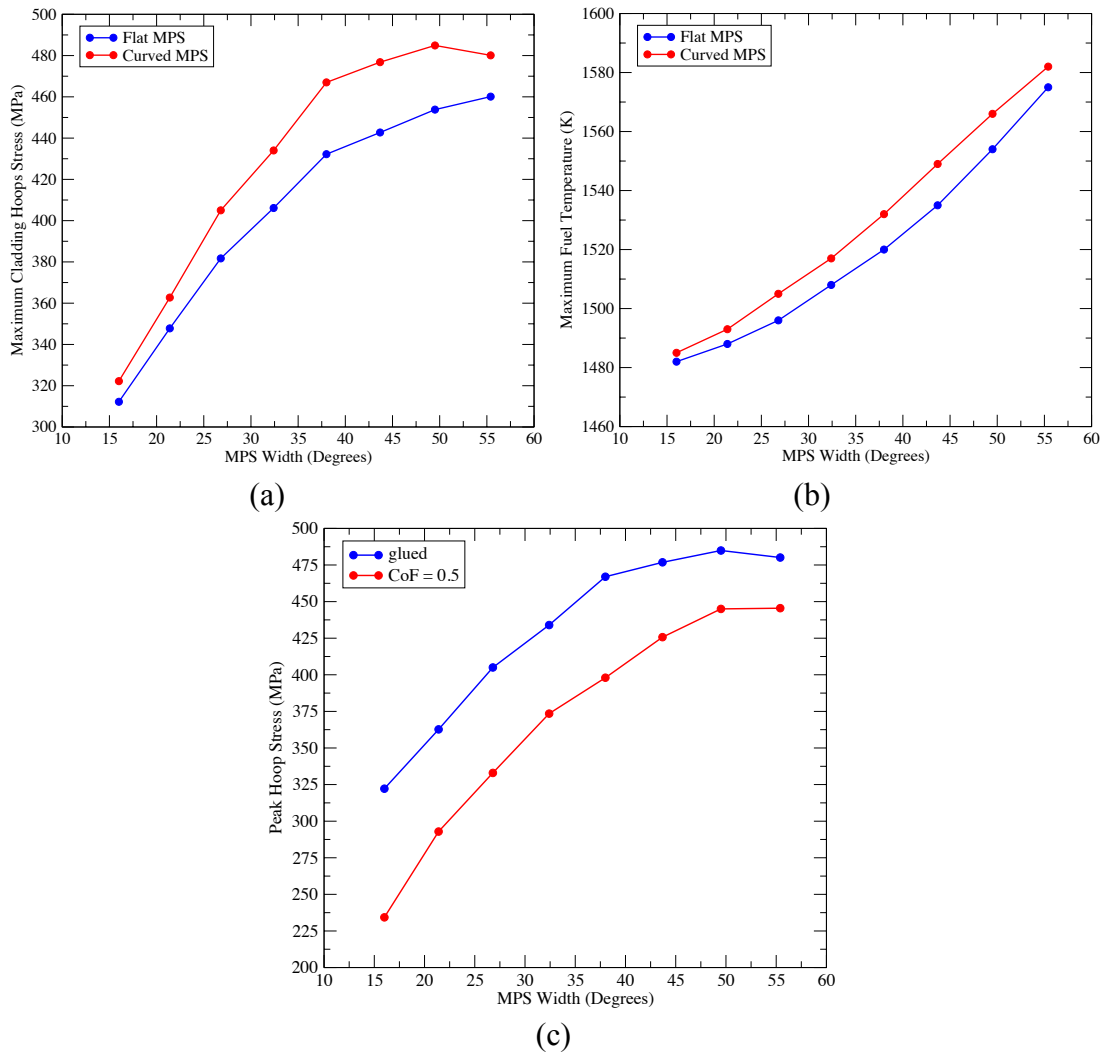 500
480
460
440
420
400
380
360
340
320
300
Maximum Cladding Hoops Stress (MPa)
Flat MPS
Curved MPS
10 15 20 25 30 35 40 45 50 55 60
MPS Width (Degrees)
(a)
1600
1580
1560
1540
1520
1500
1480
1460
Maximum Fuel Temperature (K)
Flat MPS
Curved MPS
10 15 20 25 30 35 40 45 50 55 60
MPS Width (Degrees)
(b)
500
475
450
425
400
375
350
325
300
275
250
225
200
Peak Hoop Stress (MPa)
glued
CoF = 0.5
10 15 20 25 30 35 40 45 50 55 60
MPS Width (Degrees)
(c)